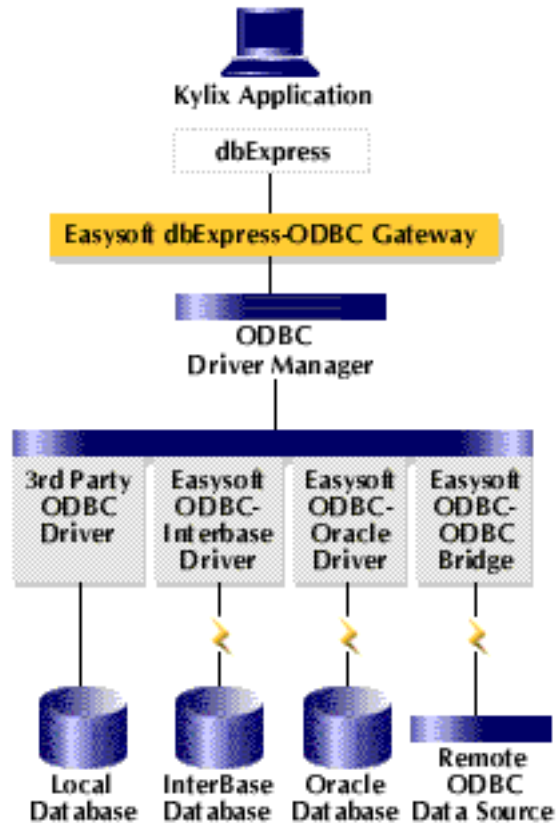 Kylix Application
dbExpress
Easysoft dbExpress-ODBC Gateway
ODBC
Driver Manager
3rd Party
ODBC
Driver
Easysoft
ODBC-
Interbase
Driver
Easysoft
ODBC-
Oracle
Driver
Easysoft
ODBC-
ODBC
Bridge
Local
Database
InterBase
Database
Oracle
Database
Remote
ODBC
Data Source